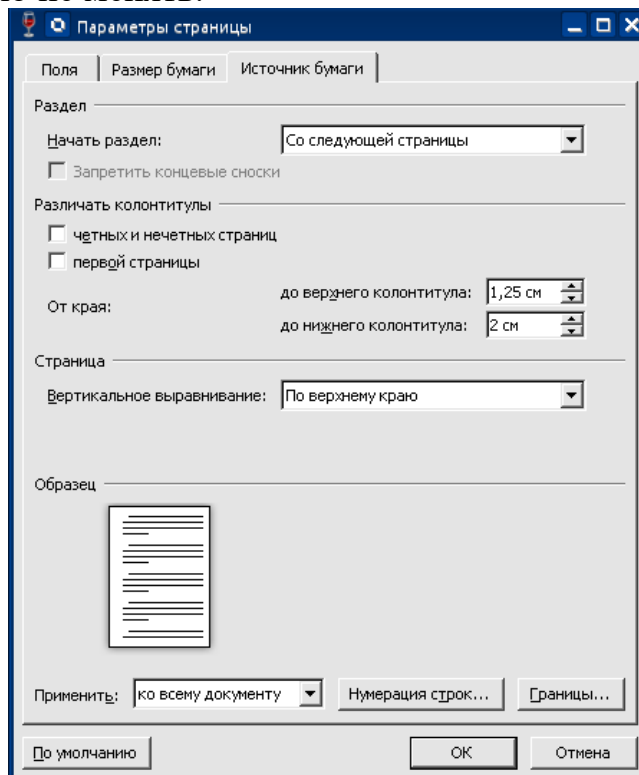 Параметры страницы
Поля Размер бумаги Источник бумаги
Раздел
Начать раздел: Со следующей страницы
Запретить концевые сноски
Различать колонтитулы
четных и нечетных страниц
первой страницы
От края:
до верхнего колонтитула: 1,25 см
до нижнего колонтитула: 2 см
Страница
Вертикальное выравнивание: По верхнему краю
Образец
Применить: ко всему документу Нумерация строк... Границы...
По умолчанию ОК Отмена